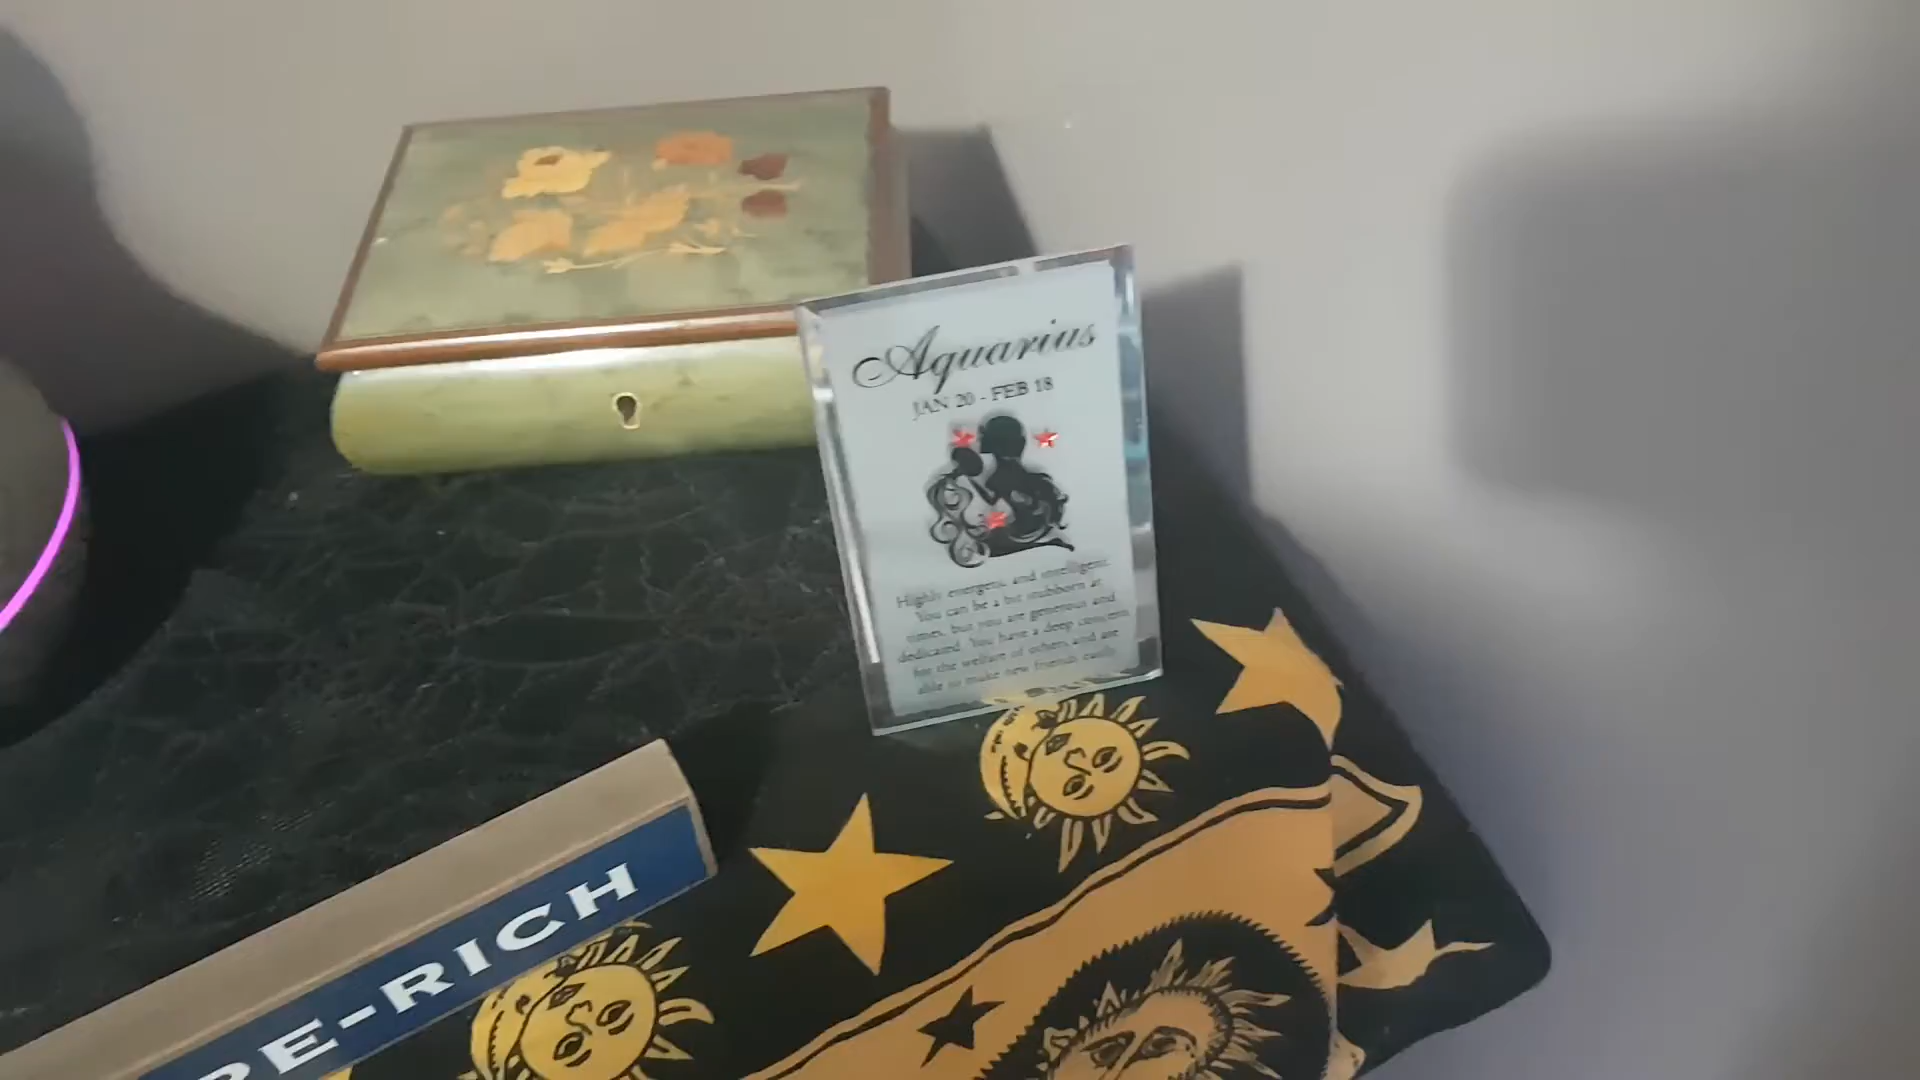 Aquarius
JAN 20 - FEB 18
Highly energetic and intelligent.
You can be a bit stubborn at
times, but you are generous and
dedicated. You have a deep concern
for the welfare of others and are
able to make new friends easily.
RE-RICH